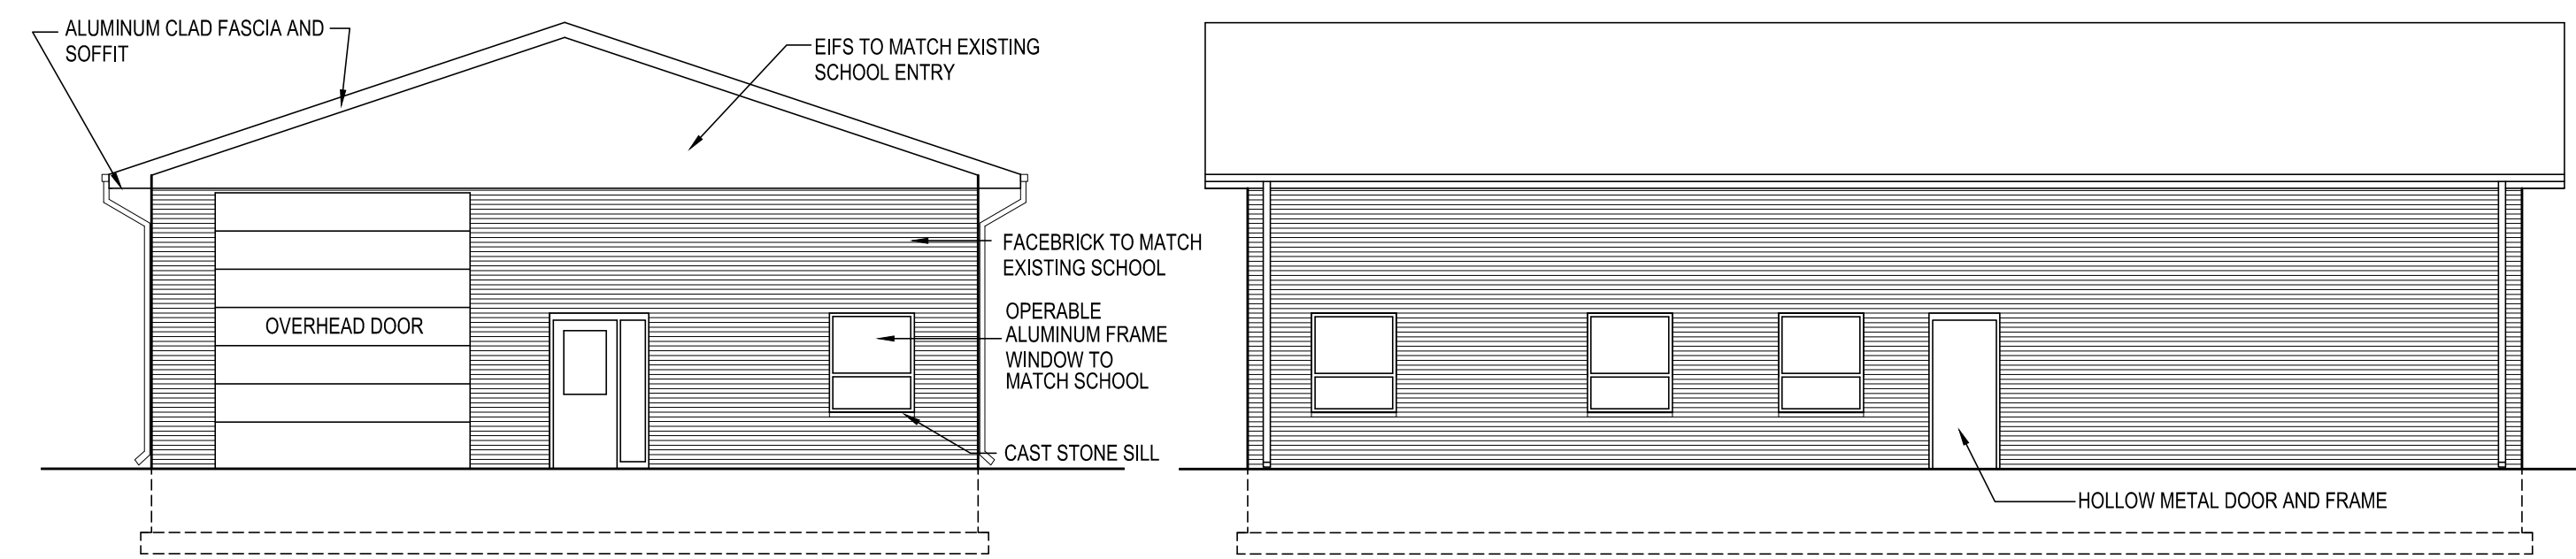 ALUMINUM CLAD FASCIA AND
SOFFIT
EIFS TO MATCH EXISTING
SCHOOL ENTRY
FACEBRICK TO MATCH
EXISTING SCHOOL
OPERABLE
ALUMINUM FRAME
WINDOW TO
MATCH SCHOOL
OVERHEAD DOOR
CAST STONE SILL
HOLLOW METAL DOOR AND FRAME